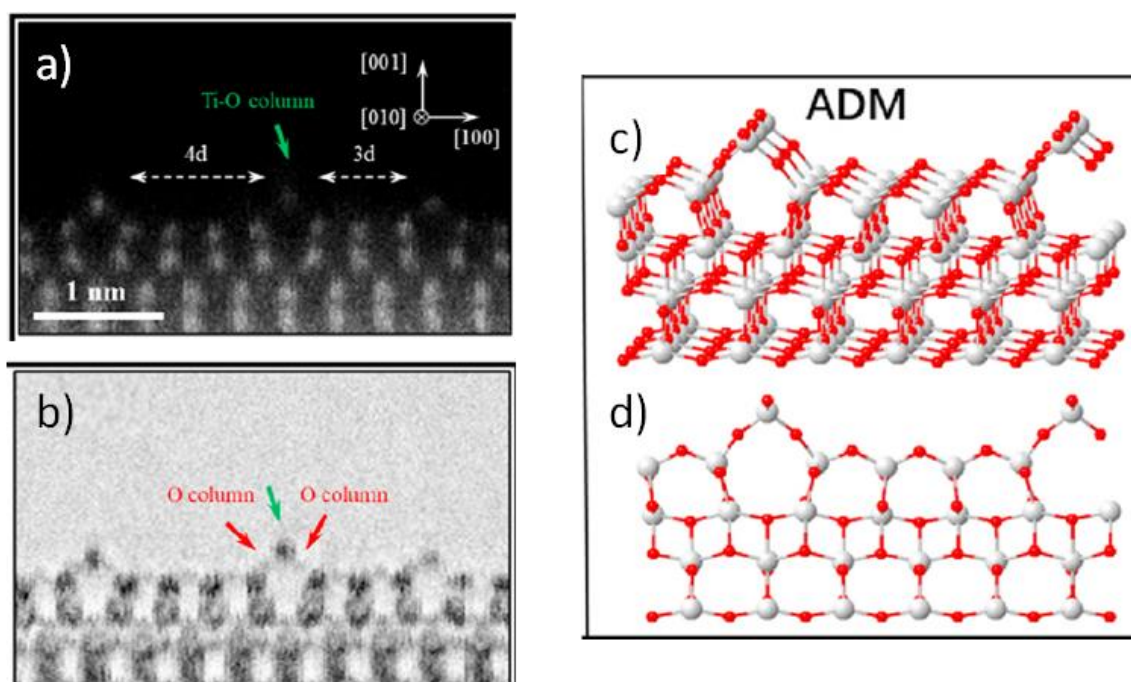 a)
[001]
Ti-O column
[010]
[100]
4d
3d
1 nm
b)
O column
O column
ADM
c)
d)